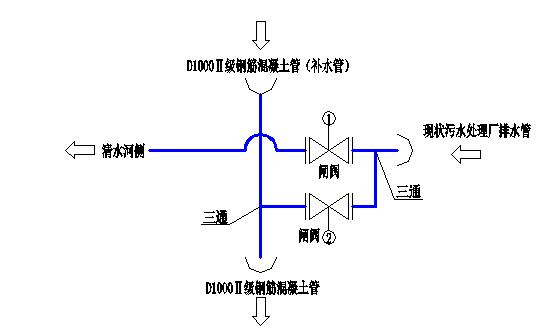 D1000Ⅱ级钢筋混凝土管（补水管）
①
现状污水处理厂排水管
清水河侧
闸阀
三通
三通
闸阀
②
D1000Ⅱ级钢筋混凝土管